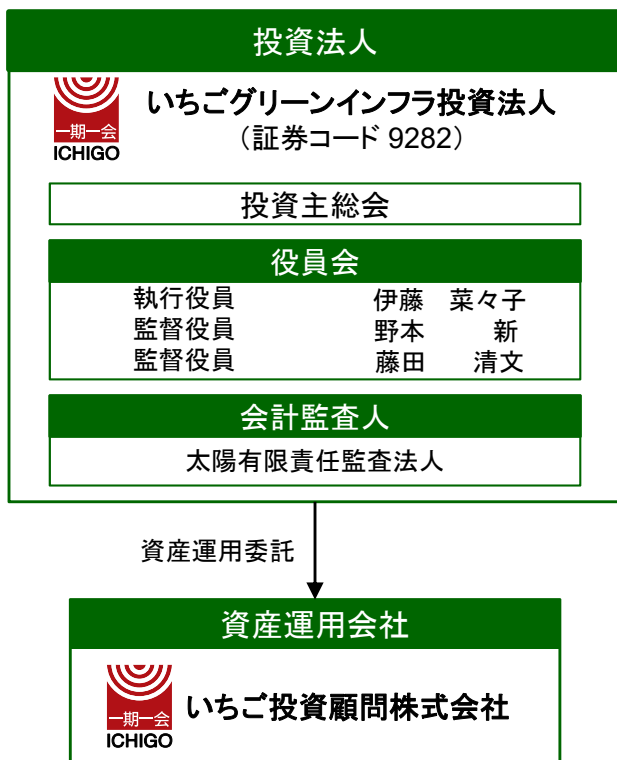 投資法人
一期一会
ICHIGO
いちごグリーンインフラ投資法人
（証券コード 9282）
投資主総会
役員会
執行役員 伊藤 菜々子
監督役員 野本 新
監督役員 藤田 清文
会計監査人
太陽有限責任監査法人
資産運用委託
資産運用会社
一期一会
ICHIGO
いちご投資顧問株式会社